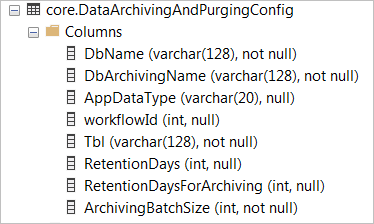 core.DataArchivingAndPurgingConfig
Columns
DbName (varchar(128), not null)
DbArchivingName (varchar(128), not null)
AppDataType (varchar(20), null)
workflowId (int, null)
Tbl (varchar(128), not null)
RetentionDays (int, null)
RetentionDaysForArchiving (int, null)
ArchivingBatchSize (int, not null)